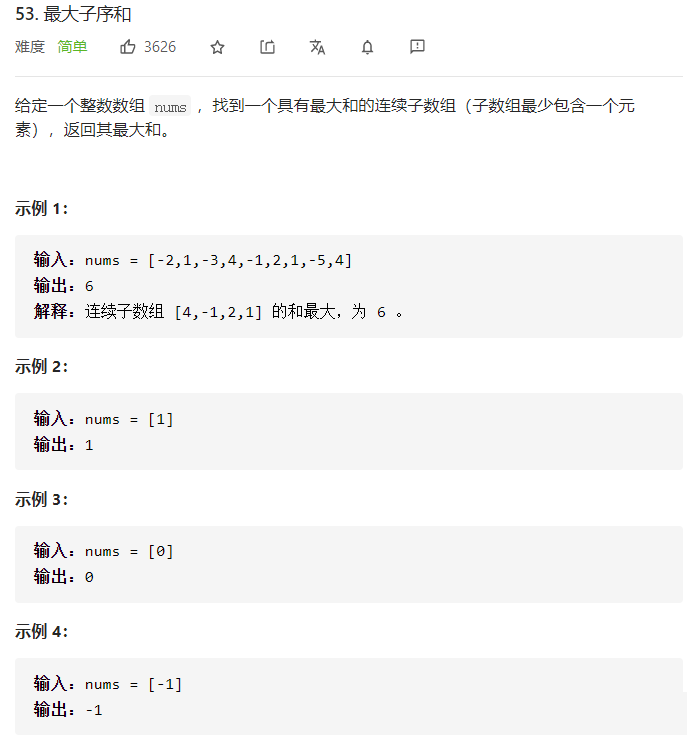 53. 最大子序和
难度 简单 3626
给定一个整数数组 nums ，找到一个具有最大和的连续子数组（子数组最少包含一个元
素），返回其最大和。
示例 1：
输入：nums = [-2,1,-3,4,-1,2,1,-5,4]
输出：6
解释：连续子数组 [4,-1,2,1] 的和最大，为 6 。
示例 2：
输入：nums = [1]
输出：1
示例 3：
输入：nums = [0]
输出：0
示例 4：
输入：nums = [-1]
输出：-1